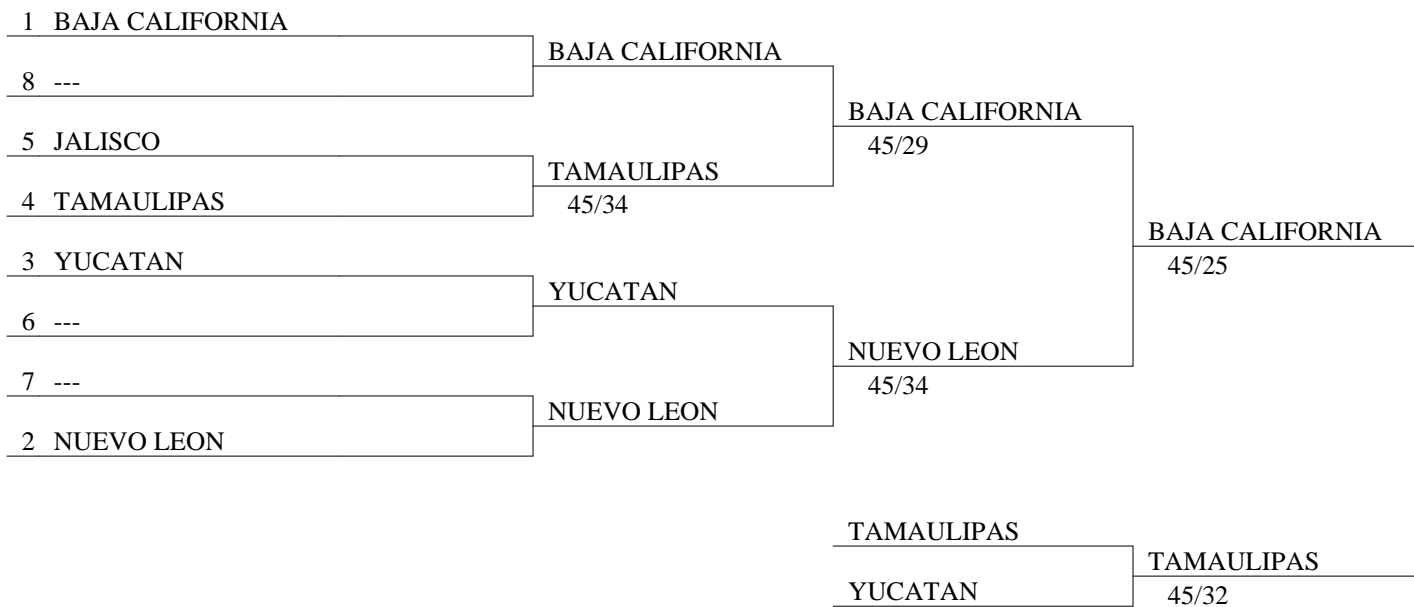 1 BAJA CALIFORNIA
BAJA CALIFORNIA
8 ---
BAJA CALIFORNIA
45/29
5 JALISCO
TAMAULIPAS
45/34
4 TAMAULIPAS
BAJA CALIFORNIA
45/25
3 YUCATAN
YUCATAN
6 ---
NUEVO LEON
45/34
7 ---
NUEVO LEON
2 NUEVO LEON
TAMAULIPAS
TAMAULIPAS
45/32
YUCATAN